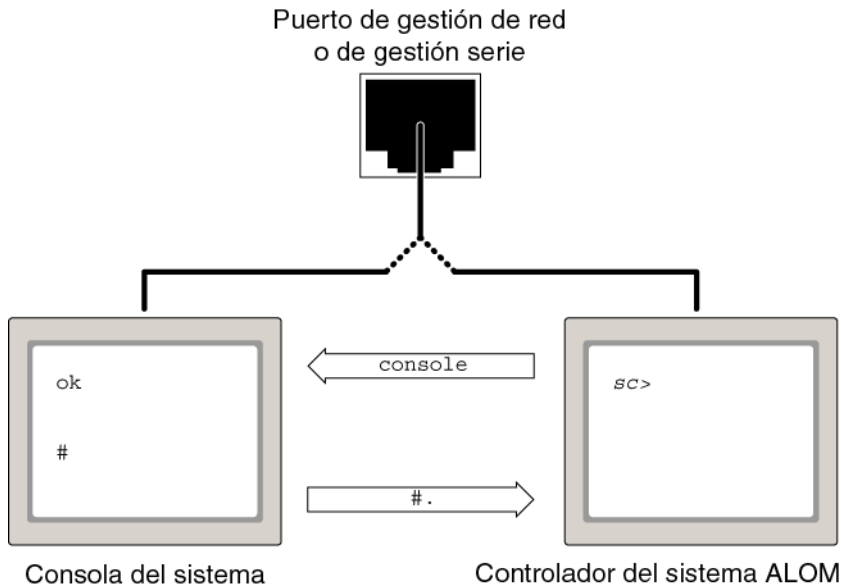 Puerto de gestión de red
o de gestión serie
console
ok
sc>
#
#.
Consola del sistema
Controlador del sistema ALOM